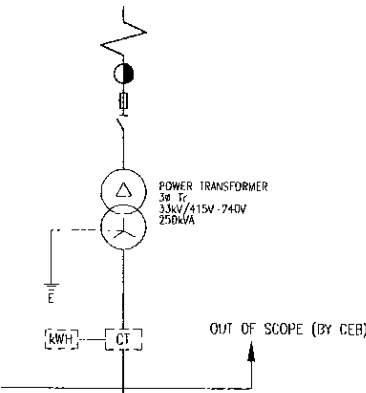 POWER TRANSFORMER
3Ø Tr
33kV/415V-240V
250kVA
E
kWH
CT
OUT OF SCOPE (BY CEB)